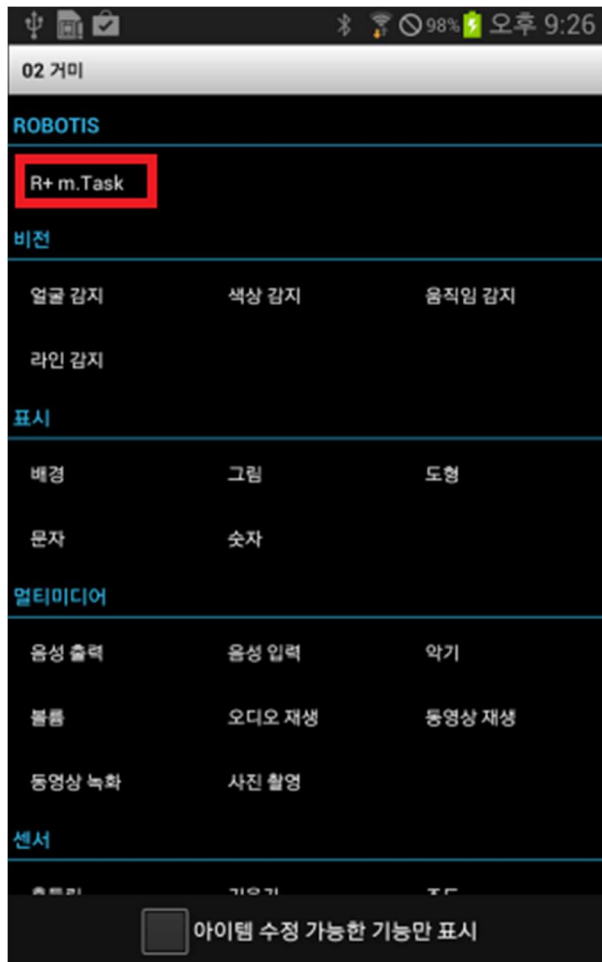 98% 오후 9:26
02 거미
ROBOTIS
R+ m.Task
비전
얼굴 감지 색상 감지 움직임 감지
라인 감지
표시
배경 그림 도형
문자 숫자
멀티미디어
음성 출력 음성 입력 악기
볼륨 오디오 재생 동영상 재생
동영상 녹화 사진 촬영
센서
아이템 수정 가능한 기능만 표시